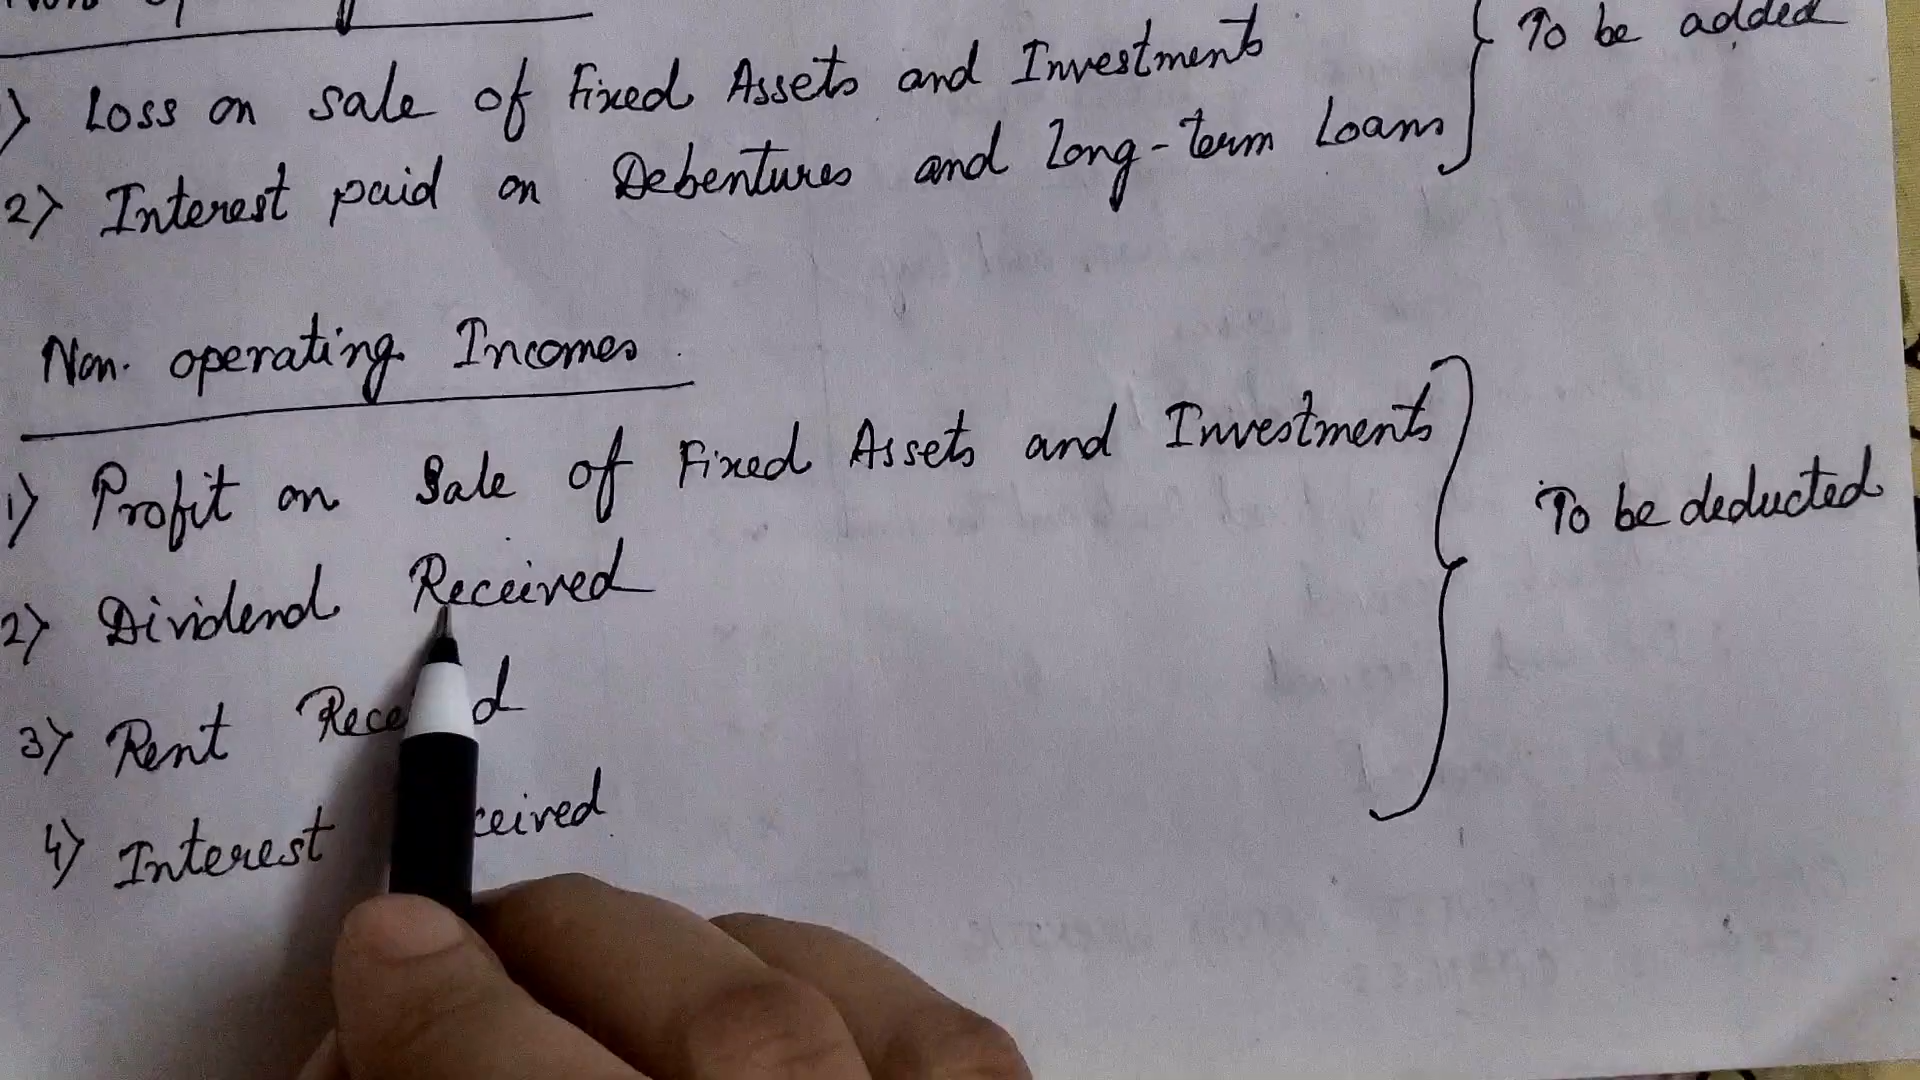 To be added
1) Loss on sale of Fixed Assets and Investments
2) Interest paid on Debentures and long-term Loans
Non. operating Incomes
1) Profit on Sale of Fixed Assets and Investments
To be deducted
2) Dividend Received
3) Rent
4) Interest